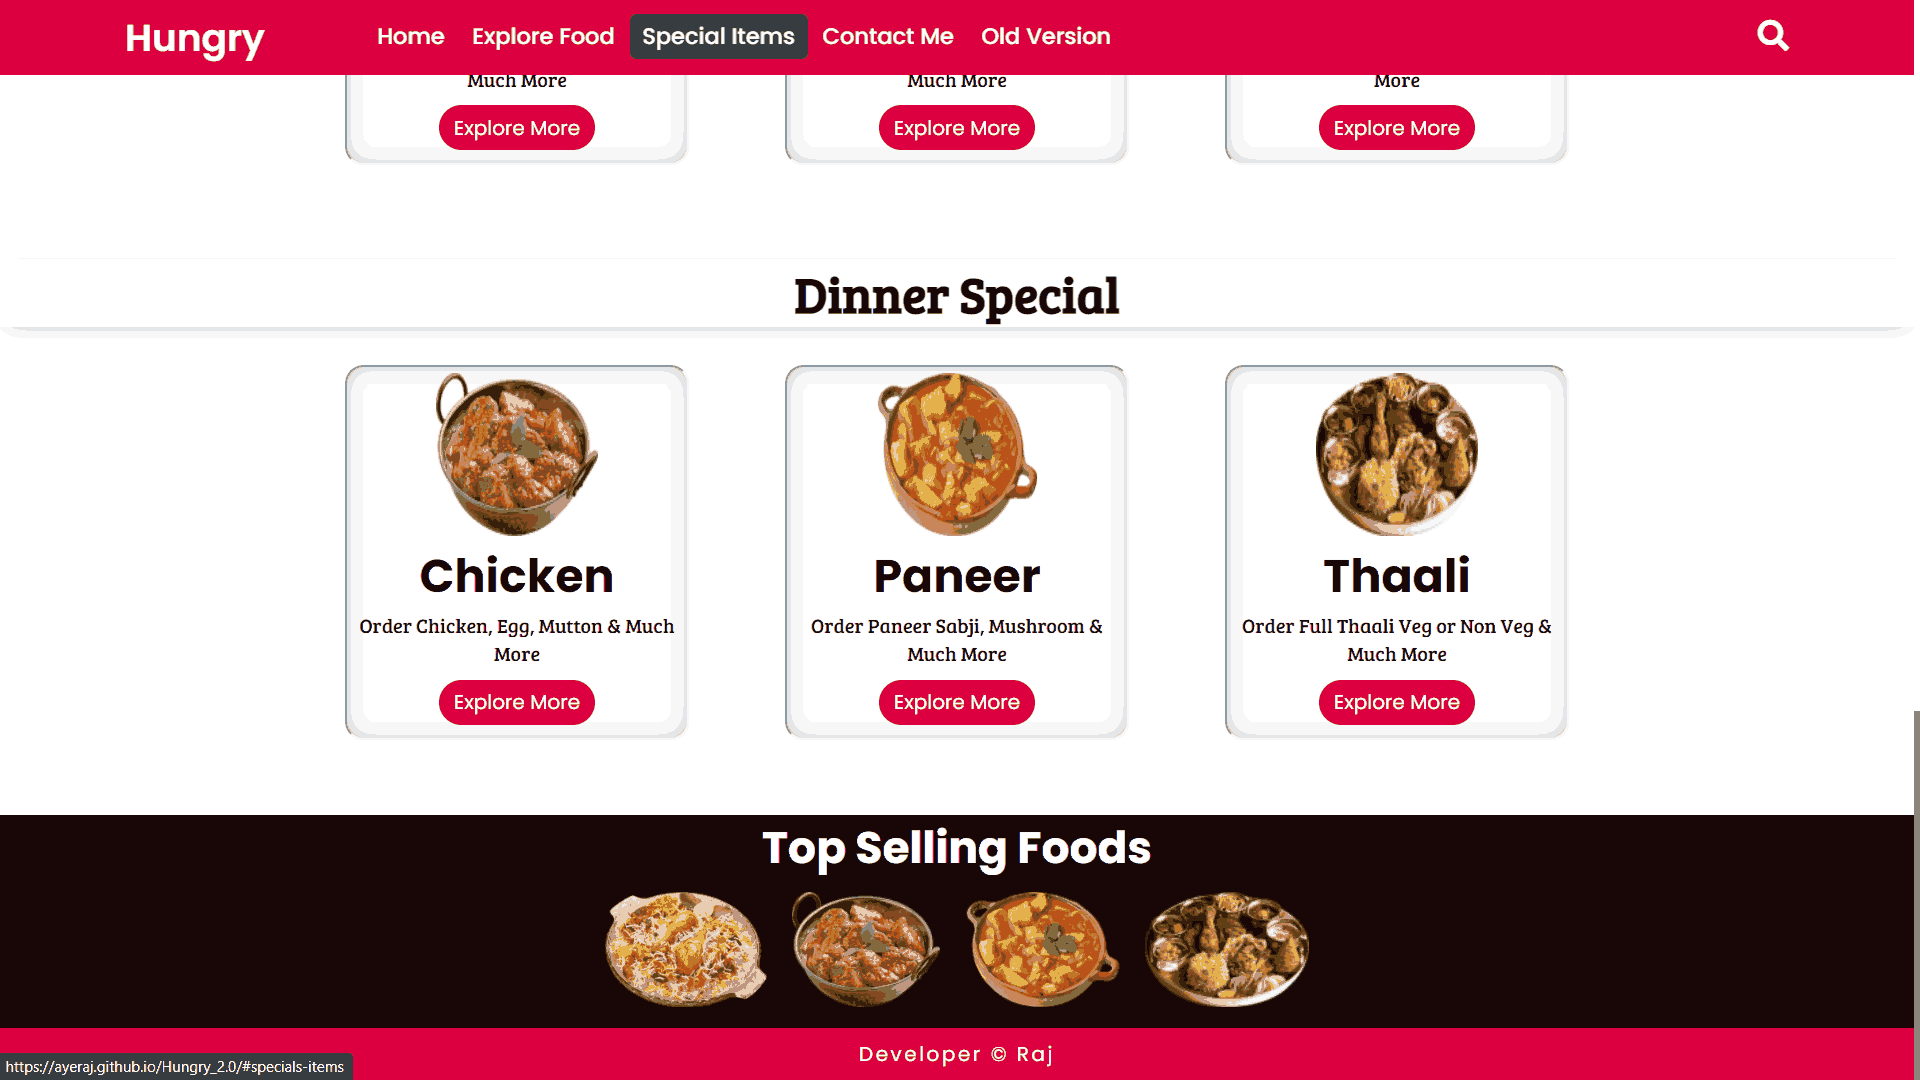 Hungry
Home Explore Food Special Items Contact Me Old Version
Much More Much More More
Explore More Explore More Explore More
Dinner Special
Chicken Paneer Thaali
Order Chicken, Egg, Mutton & Much
More
Order Paneer Sabji, Mushroom &
Much More
Order Full Thaali Veg or Non Veg &
Much More
Explore More Explore More Explore More
Top Selling Foods
Developer © Raj
https://ayeraj.github.io/Hungry_2.0/#specials-items